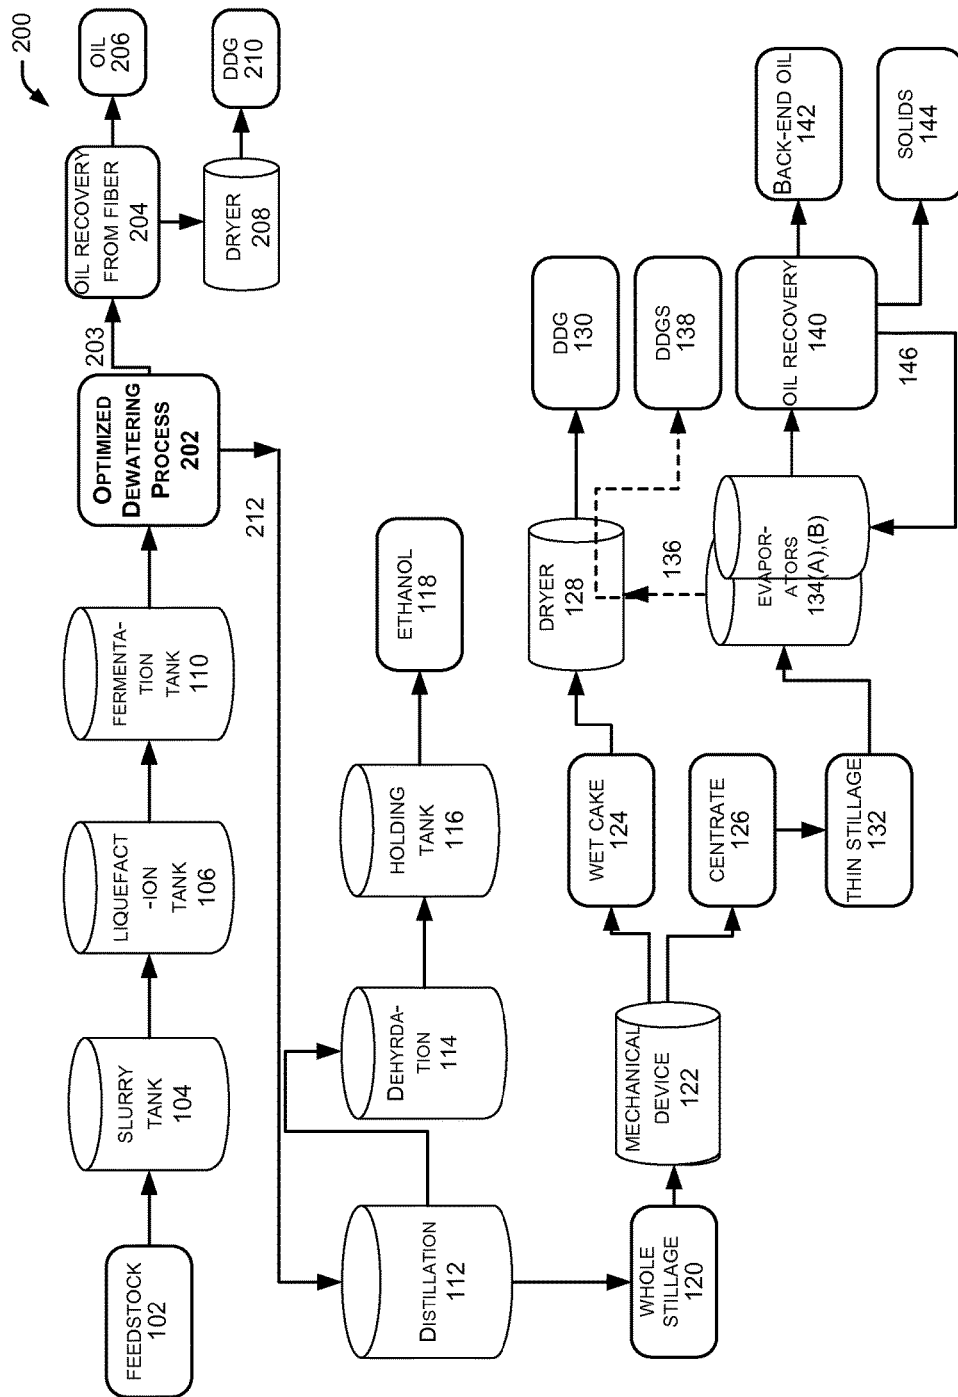 200
FEEDSTOCK
102
SLURRY
TANK
104
LIQUEFACT
-ION
TANK
106
FERMENTA-
TION
TANK
110
OPTIMIZED
DEWATERING
PROCESS
202
203
OIL RECOVERY
FROM FIBER
204
OIL
206
DRYER
208
DDG
210
212
DISTILLATION
112
DEHYRDA-
TION
114
HOLDING
TANK
116
ETHANOL
118
WHOLE
STILLAGE
120
MECHANICAL
DEVICE
122
WET CAKE
124
CENTRATE
126
DRYER
128
DDG
130
THIN STILLAGE
132
EVAPOR-
ATORS
134(A),(B)
136
DDGS
138
OIL RECOVERY
140
BACK-END OIL
142
SOLIDS
144
146